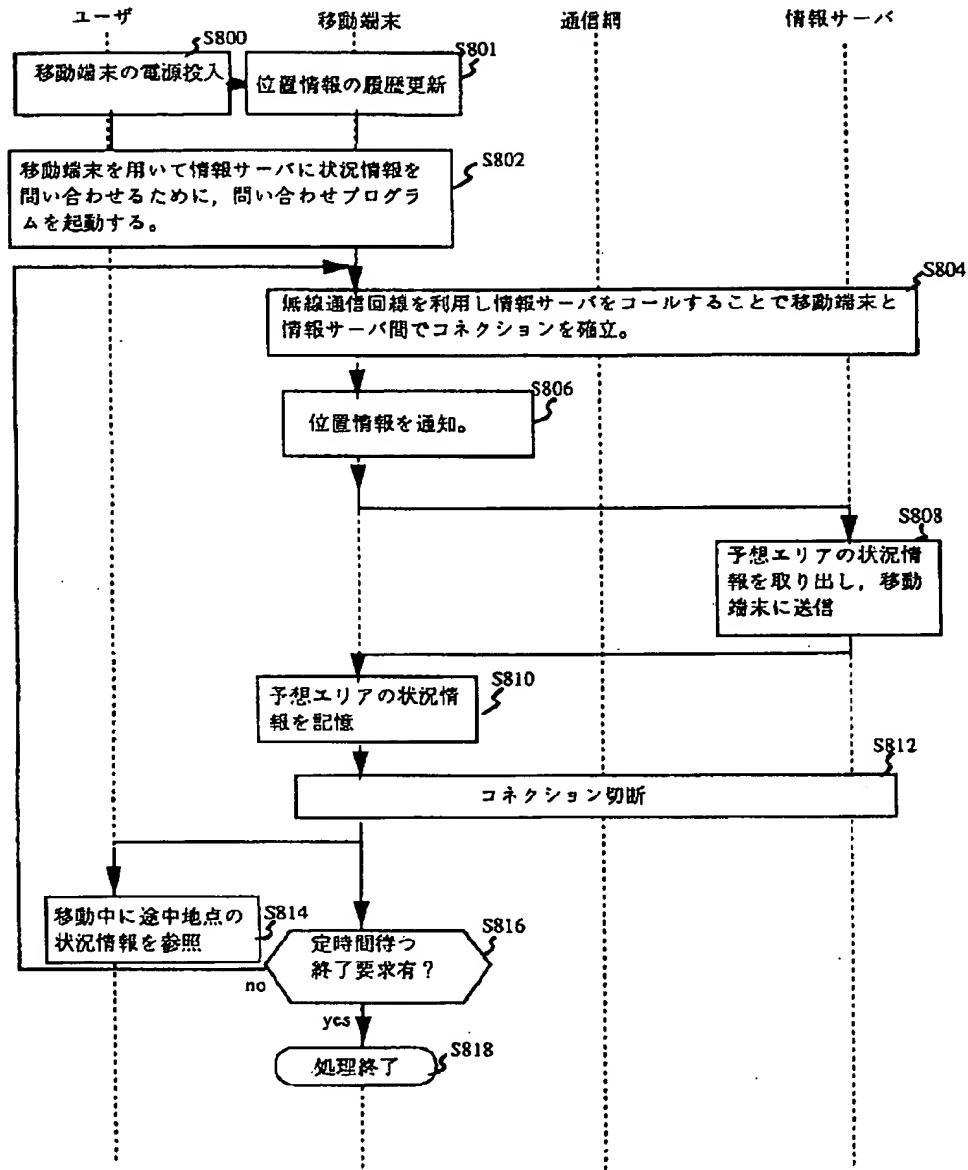 ユーザ
移動端末
通信網
情報サーバ
S800
移動端末の電源投入
S801
位置情報の履歴更新
S802
移動端末を用いて情報サーバに状況情報を
問い合わせるために，問い合わせプログラ
ムを起動する。
S804
無線通信回線を利用し情報サーバをコールすることで移動端末と
情報サーバ間でコネクションを確立。
S806
位置情報を通知。
S808
予想エリアの状況情
報を取り出し，移動
端末に送信
S810
予想エリアの状況情
報を記憶
S812
コネクション切断
S814
移動中に途中地点の
状況情報を参照
S816
定時間待つ
終了要求有？
no
yes
S818
処理終了